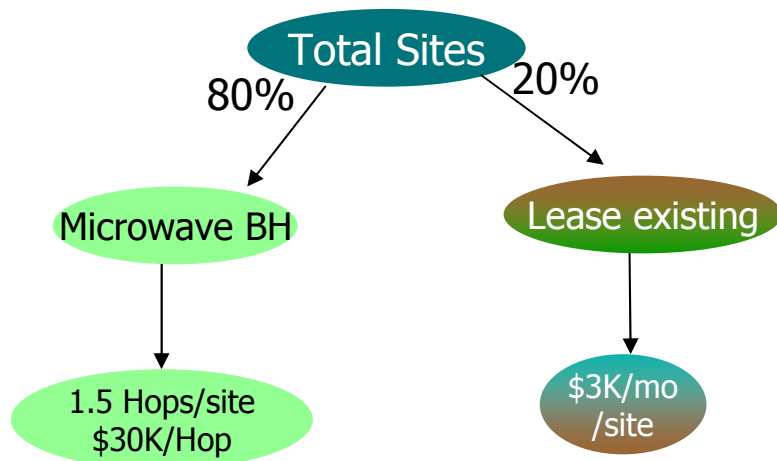 Total Sites
80%
20%
Microwave BH
Lease existing
1.5 Hops/site
$30K/Hop
$3K/mo
/site